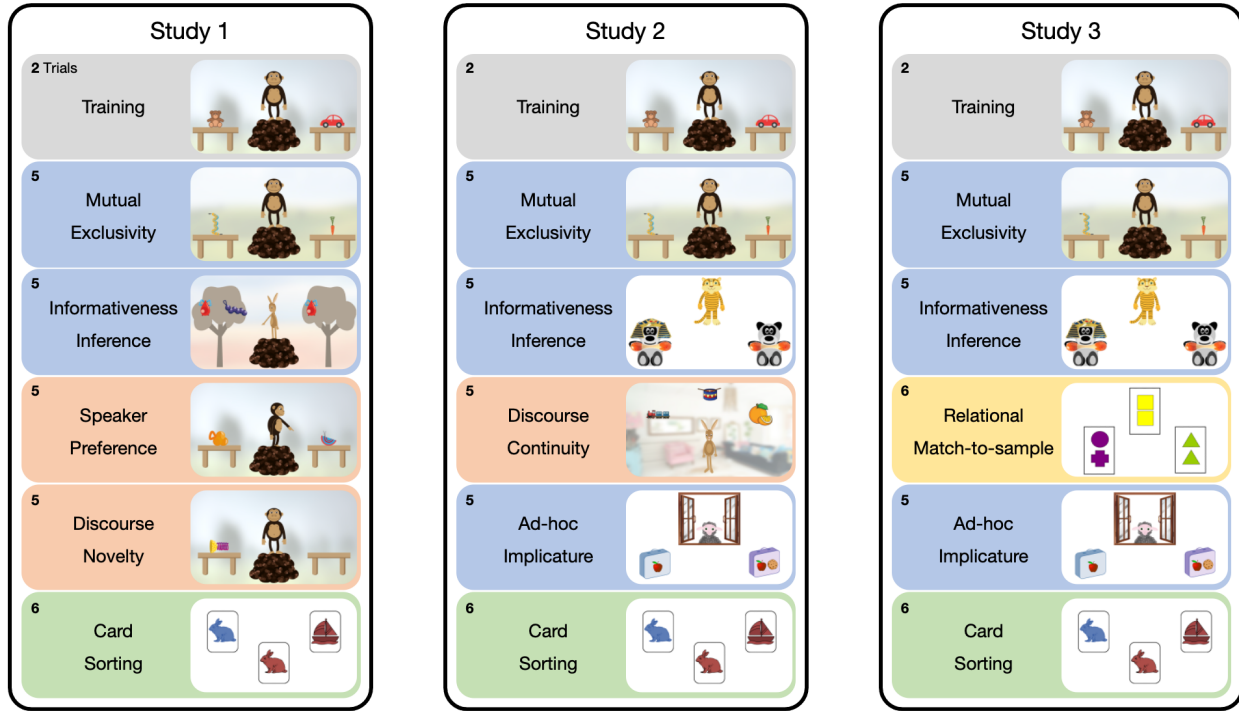 Study 1
2 Trials
Training
5
Mutual
Exclusivity
5
Informativeness
Inference
5
Speaker
Preference
5
Discourse
Novelty
6
Card
Sorting
Study 2
2
Training
5
Mutual
Exclusivity
5
Informativeness
Inference
5
Discourse
Continuity
5
Ad-hoc
Implicature
6
Card
Sorting
Study 3
2
Training
5
Mutual
Exclusivity
5
Informativeness
Inference
6
Relational
Match-to-sample
5
Ad-hoc
Implicature
6
Card
Sorting